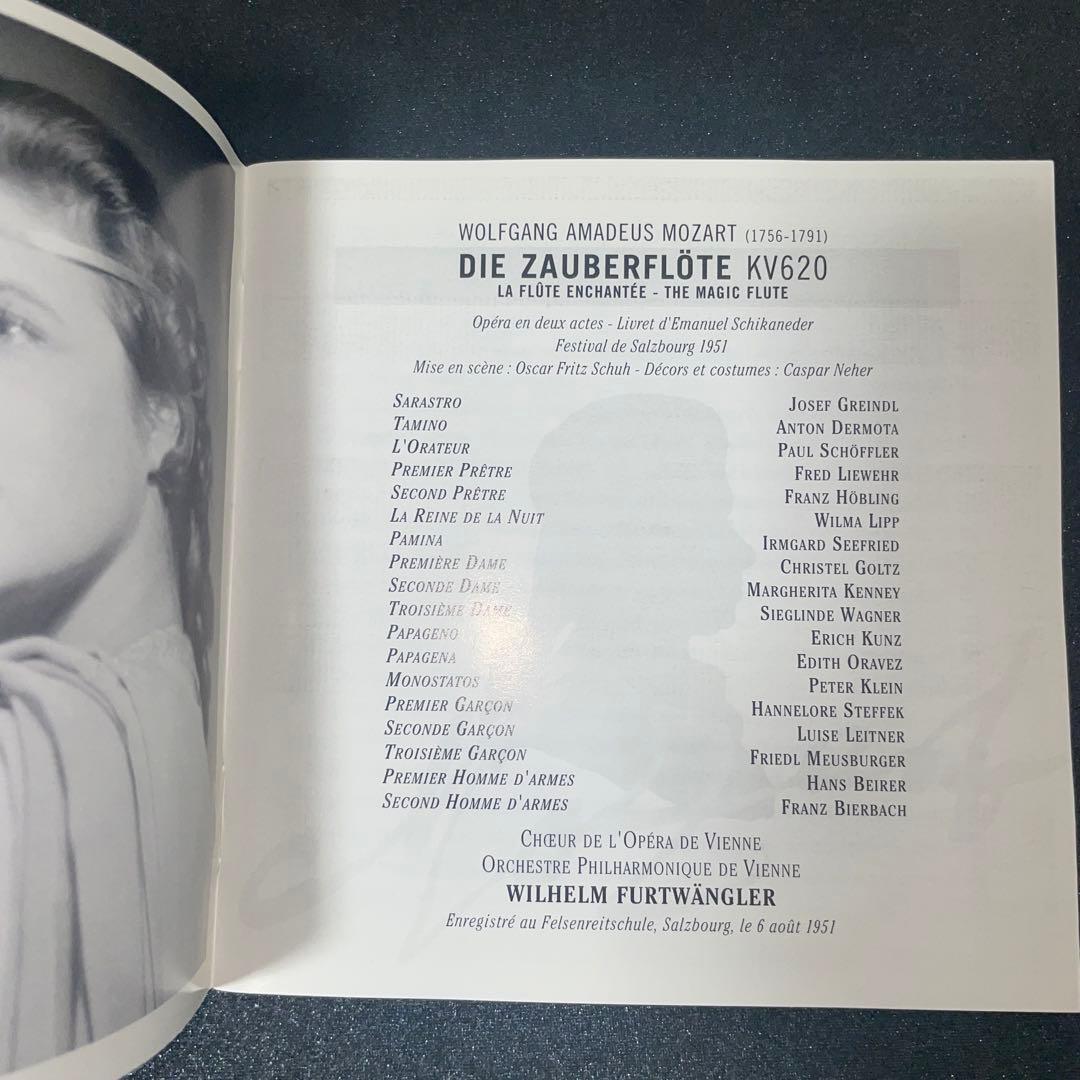 WOLFGANG AMADEUS MOZART (1756-1791)
DIE ZAUBERFLÖTE KV620
LA FLÛTE ENCHANTÉE - THE MAGIC FLUTE
Opéra en deux actes - Livret d'Emanuel Schikaneder
Festival de Salzbourg 1951
Mise en scène : Oscar Fritz Schuh - Décors et costumes : Caspar Neher
SARASTRO JOSEF GREINDL
TAMINO ANTON DERMOTA
L'ORATEUR PAUL SCHÖFFLER
PREMIER PRÊTRE FRED LIEWEHR
SECOND PRÊTRE FRANZ HÖBLING
LA REINE DE LA NUIT WILMA LIPP
PAMINA IRMGARD SEEFRIED
PREMIÈRE DAME CHRISTEL GOLTZ
SECONDE DAME MARGHERITA KENNEY
TROISIÈME DAME SIEGLINDE WAGNER
PAPAGENO ERICH KUNZ
PAPAGENA EDITH ORAVEZ
MONOSTATOS PETER KLEIN
PREMIER GARÇON HANNELORE STEFFEK
SECONDE GARÇON LUISE LEITNER
TROISIÈME GARÇON FRIEDL MEUSBURGER
PREMIER HOMME D'ARMES HANS BEIRER
SECOND HOMME D'ARMES FRANZ BIERBACH
CHŒUR DE L'OPÉRA DE VIENNE
ORCHESTRE PHILHARMONIQUE DE VIENNE
WILHELM FURTWÄNGLER
Enregistré au Felsenreitschule, Salzbourg, le 6 août 1951